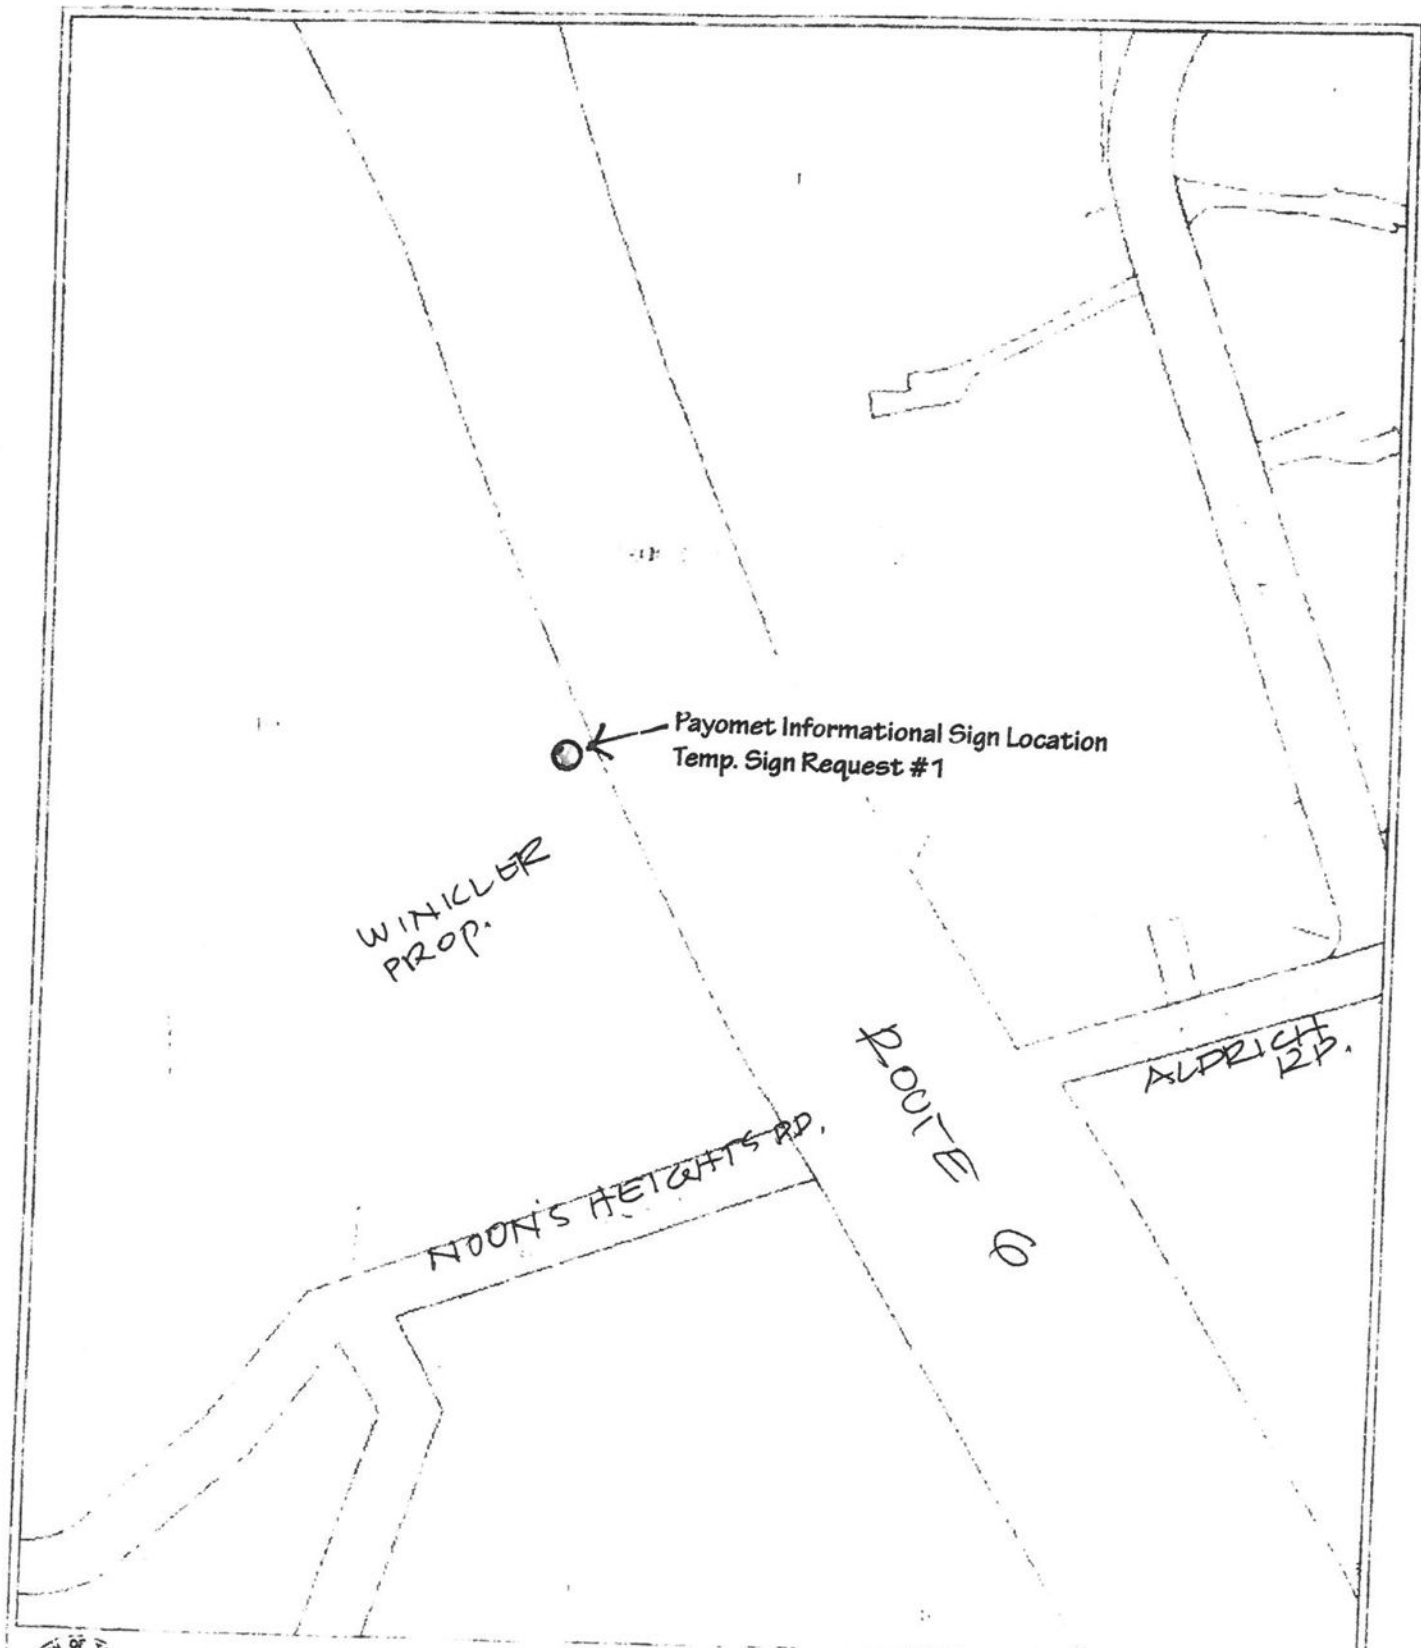 Payomet Informational Sign Location
Temp. Sign Request #1
WINKLER
PROP.
ROUTE 6
ALDRICH
RD.
NOON'S HEIGHTS RD.